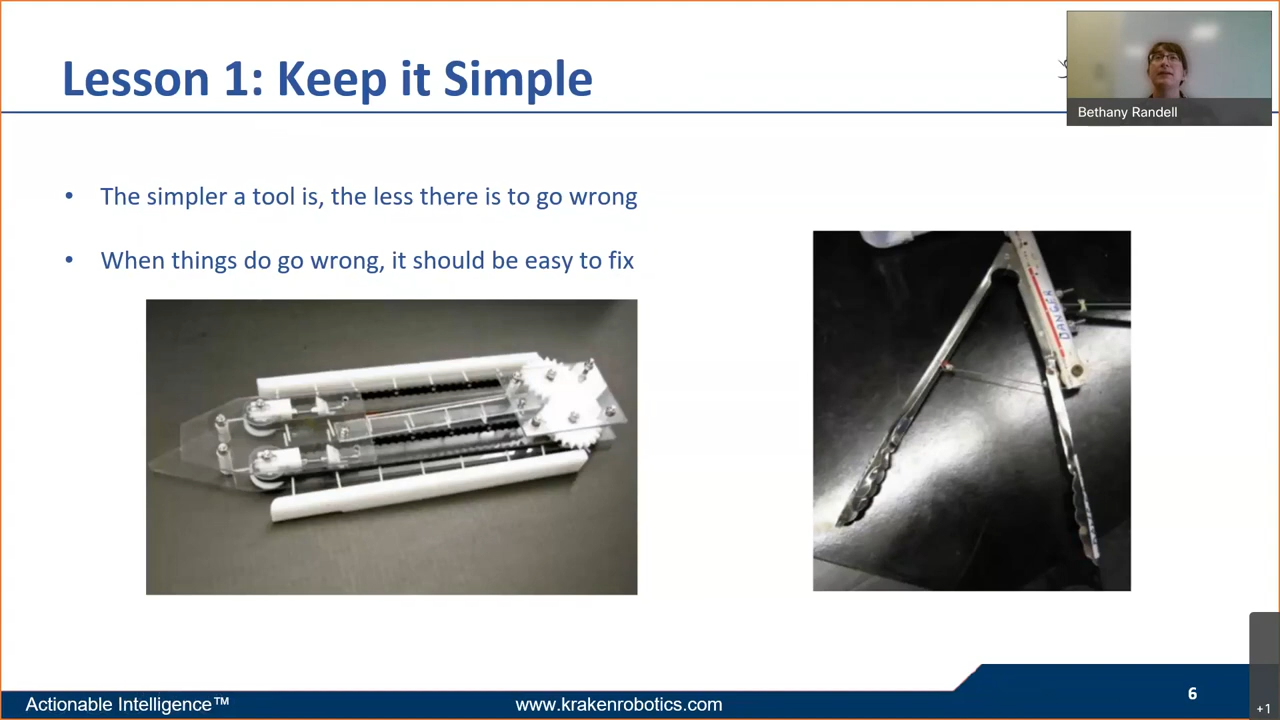 Lesson 1: Keep it Simple
Bethany Randell
• The simpler a tool is, the less there is to go wrong
• When things do go wrong, it should be easy to fix
DANGER
Actionable Intelligence™
www.krakenrobotics.com
6
+1